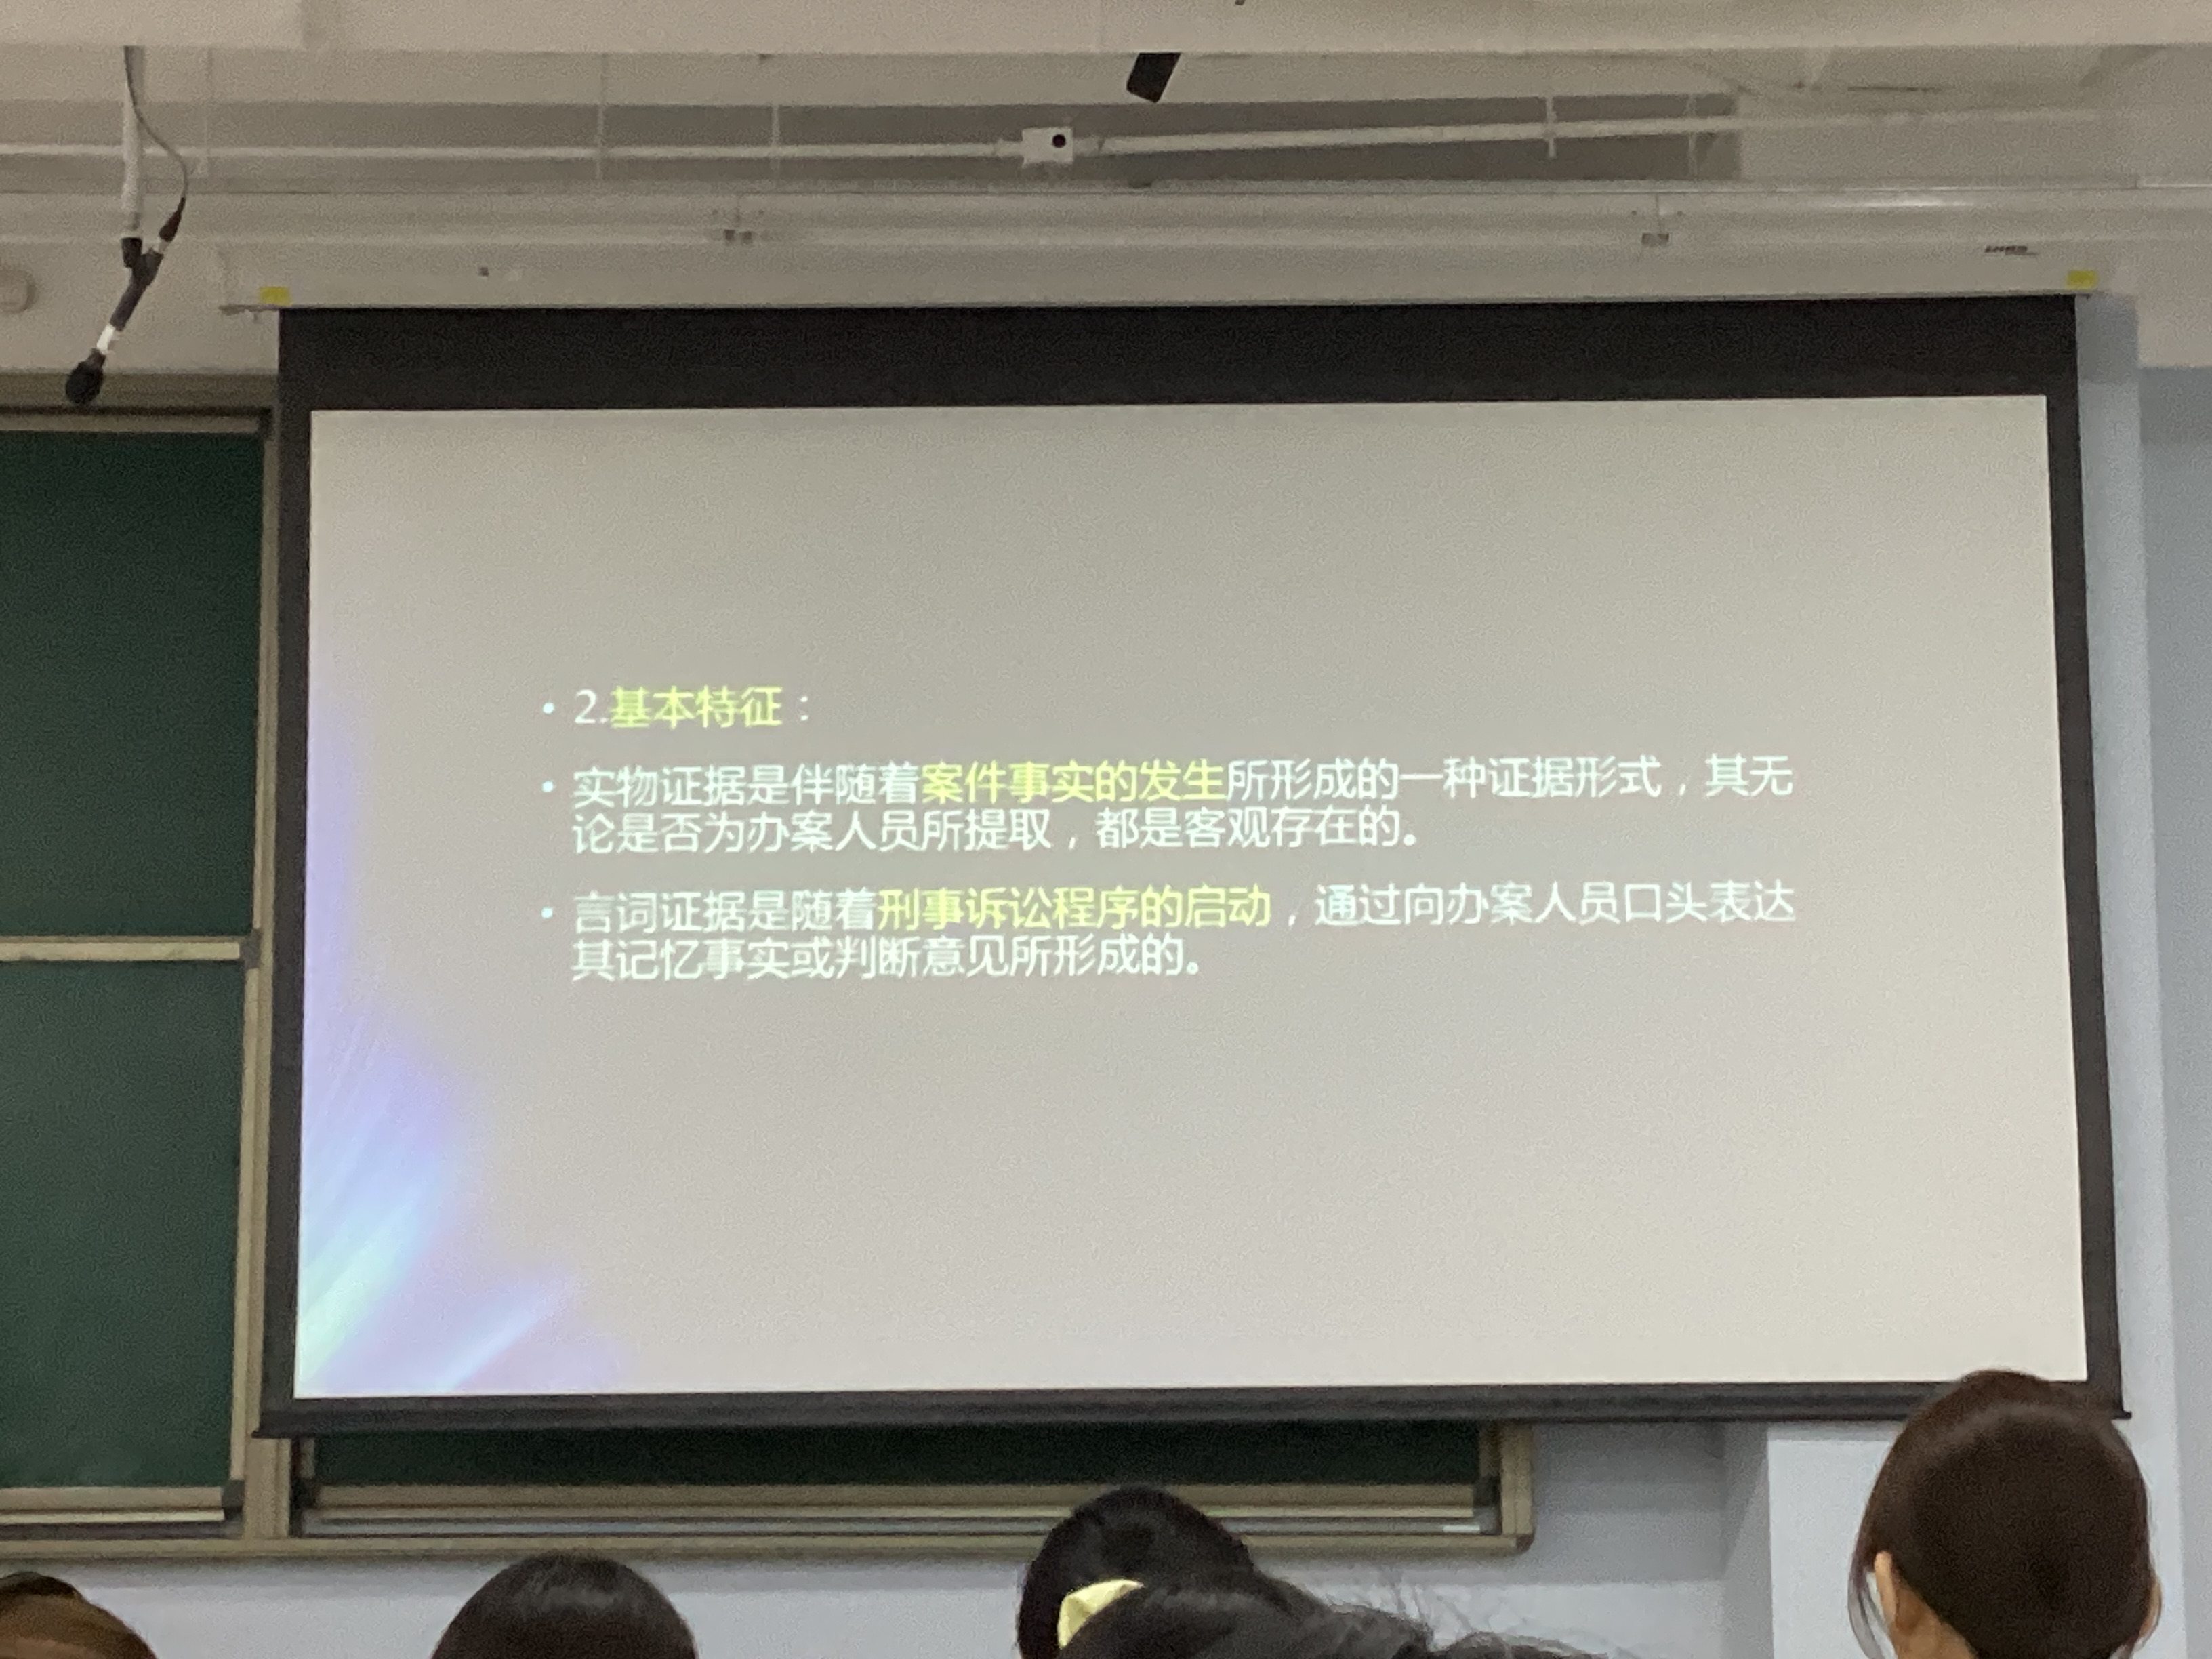 • 2.基本特征：
• 实物证据是伴随着案件事实的发生所形成的一种证据形式，其无
论是否为办案人员所提取，都是客观存在的。
• 言词证据是随着刑事诉讼程序的启动，通过向办案人员口头表达
其记忆事实或判断意见所形成的。